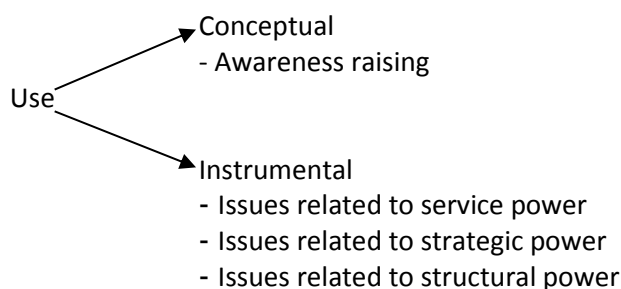 Conceptual
- Awareness raising
Use
Instrumental
- Issues related to service power
- Issues related to strategic power
- Issues related to structural power